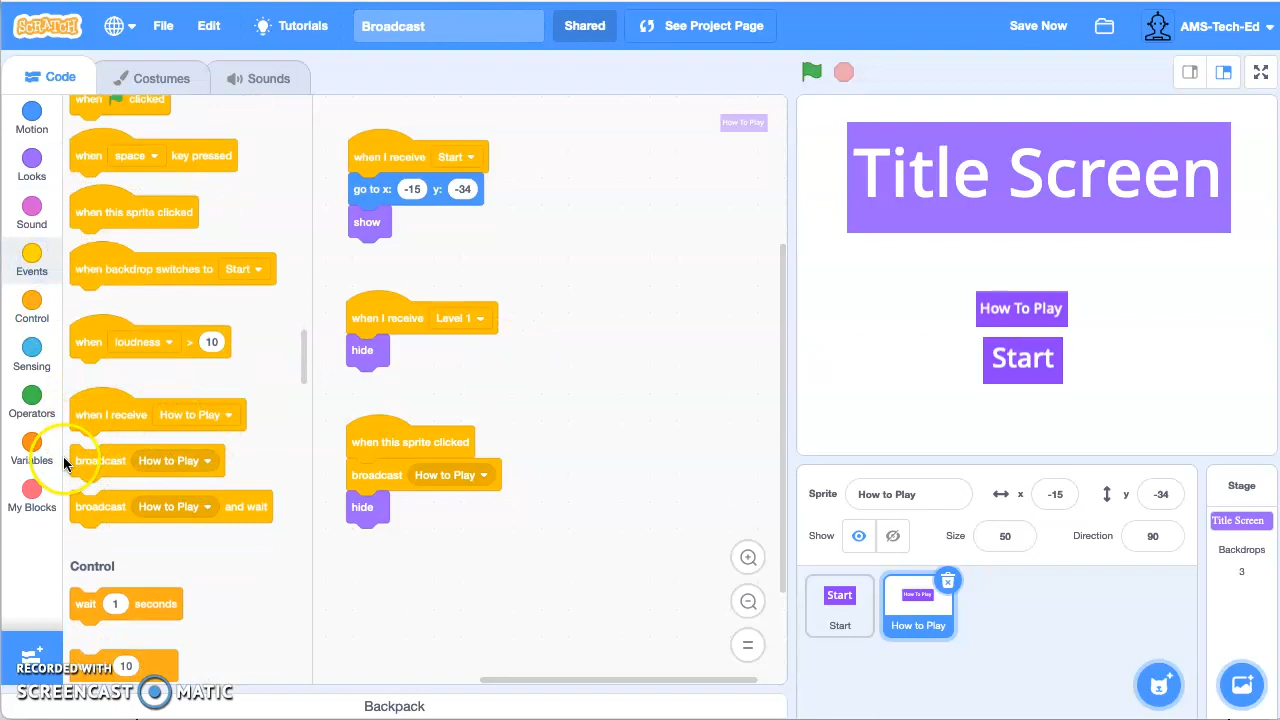 SCRATCH
File
Edit
Tutorials
Broadcast
Shared
See Project Page
Save Now
AMS-Tech-Ed
Code
Costumes
Sounds
Motion
Looks
Sound
Events
Control
Sensing
Operators
Variables
My Blocks
when clicked
when space key pressed
when this sprite clicked
when backdrop switches to Start
when loudness > 10
when I receive How to Play
broadcast How to Play
broadcast How to Play and wait
Control
wait 1 seconds
10
How To Play
when I receive Start
go to x: -15 y: -34
show
when I receive Level 1
hide
when this sprite clicked
broadcast How to Play
hide
Backpack
Title Screen
How To Play
Start
Sprite How to Play x -15 y -34
Show Size 50 Direction 90
Start
Start
How To Play
How to Play
Stage
Title Screen
Backdrops
3
RECORDED WITH
SCREENCAST MATIC